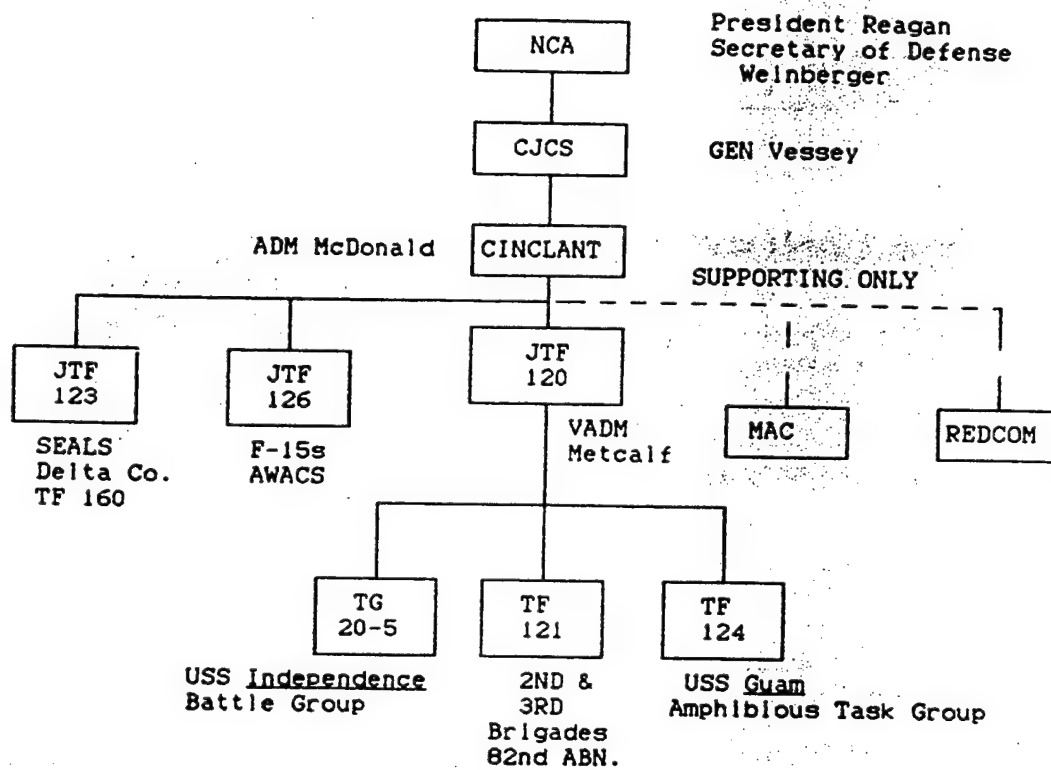 NCA
President Reagan
Secretary of Defense
Weinberger
CJCS
GEN Vessey
ADM McDonald
CINCLANT
SUPPORTING ONLY
JTF
123
SEALS
Delta Co.
TF 160
JTF
126
F-15s
AWACS
JTF
120
VADM
Metcalf
MAC
REDCOM
TG
20-5
USS Independence
Battle Group
TF
121
2ND &
3RD
Brigades
82nd ABN.
TF
124
USS Guam
Amphibious Task Group